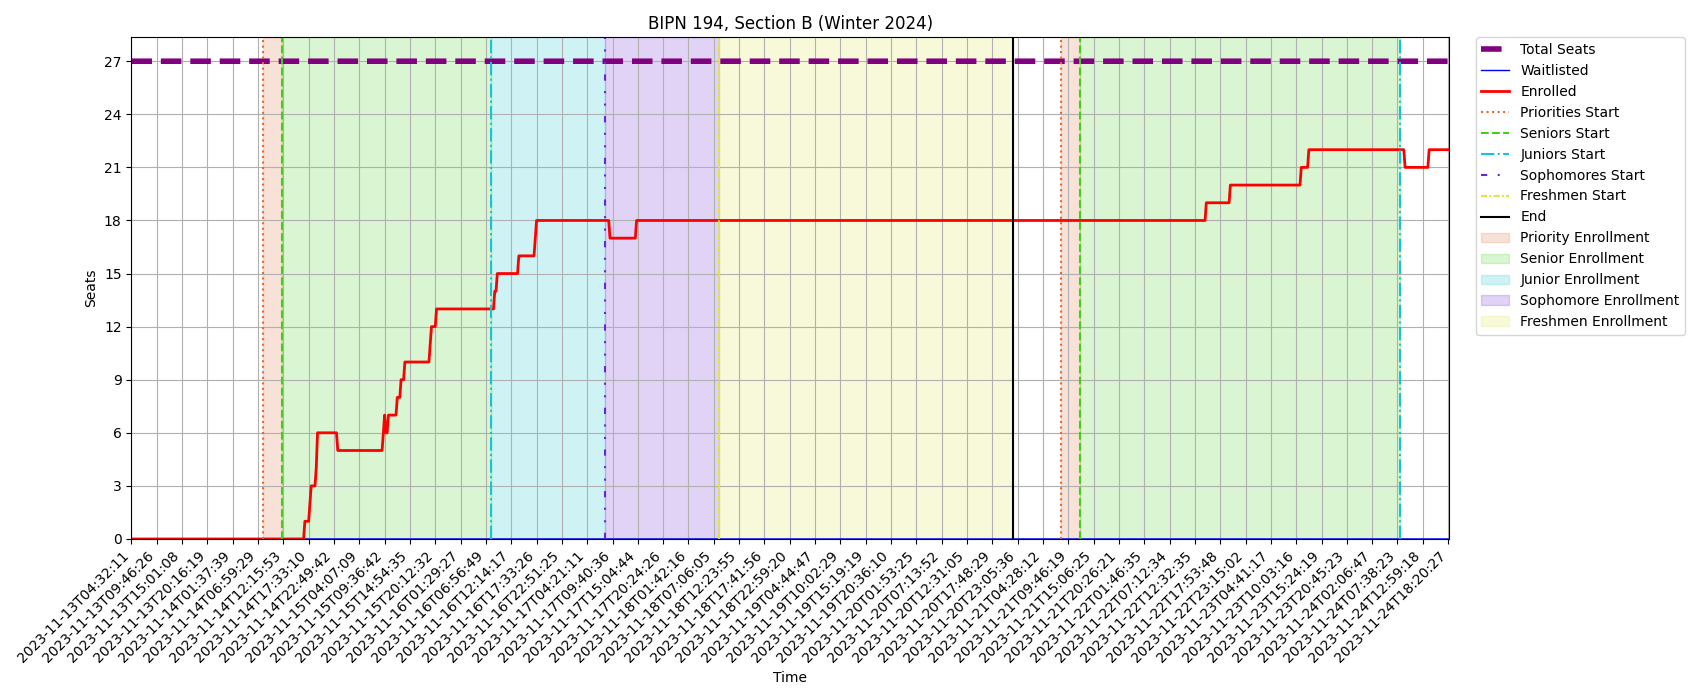 BIPN 194, Section B (Winter 2024)
Seats
27
24
21
18
15
12
9
6
3
0
2023-11-13T04:32:11
2023-11-13T09:46:26
2023-11-13T15:01:08
2023-11-13T20:16:19
2023-11-14T01:37:39
2023-11-14T06:59:29
2023-11-14T12:15:53
2023-11-14T17:33:10
2023-11-14T22:49:42
2023-11-15T04:07:09
2023-11-15T09:36:42
2023-11-15T14:54:35
2023-11-15T20:12:32
2023-11-16T01:29:27
2023-11-16T06:56:49
2023-11-16T12:14:17
2023-11-16T17:33:26
2023-11-16T22:51:25
2023-11-17T04:21:11
2023-11-17T09:40:36
2023-11-17T15:04:44
2023-11-17T20:24:26
2023-11-18T01:42:16
2023-11-18T07:06:05
2023-11-18T12:23:55
2023-11-18T17:41:56
2023-11-18T22:59:20
2023-11-19T04:44:47
2023-11-19T10:02:29
2023-11-19T15:19:19
2023-11-19T20:36:10
2023-11-20T01:53:25
2023-11-20T07:13:52
2023-11-20T12:31:05
2023-11-20T17:48:29
2023-11-20T23:05:36
2023-11-21T04:28:12
2023-11-21T09:46:19
2023-11-21T15:06:25
2023-11-21T20:26:21
2023-11-22T01:46:35
2023-11-22T07:12:34
2023-11-22T12:32:35
2023-11-22T17:53:48
2023-11-22T23:15:02
2023-11-23T04:41:17
2023-11-23T10:03:16
2023-11-23T15:24:19
2023-11-23T20:45:23
2023-11-24T02:06:47
2023-11-24T07:38:23
2023-11-24T12:59:18
2023-11-24T18:20:27
Time
Total Seats
Waitlisted
Enrolled
Priorities Start
Seniors Start
Juniors Start
Sophomores Start
Freshmen Start
End
Priority Enrollment
Senior Enrollment
Junior Enrollment
Sophomore Enrollment
Freshmen Enrollment